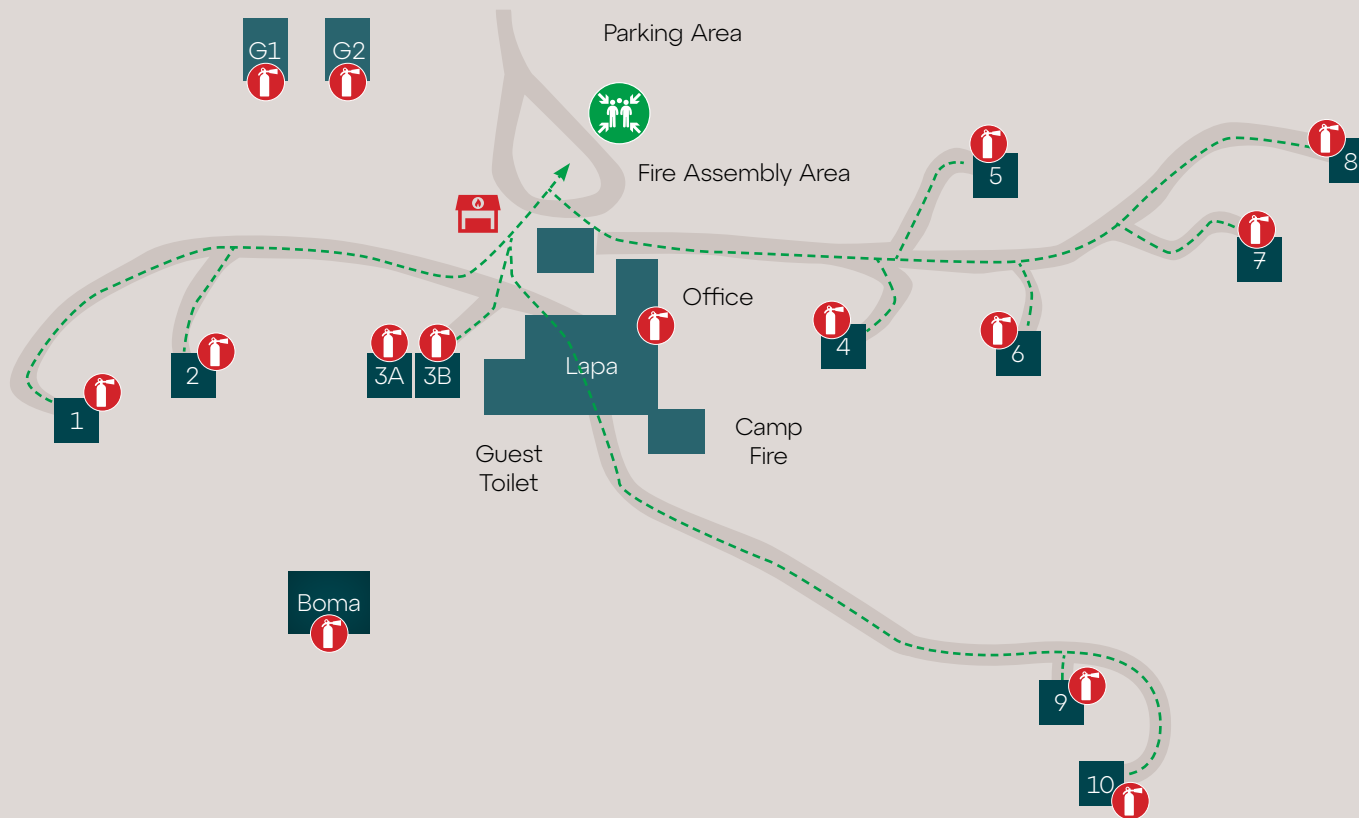 Parking Area
G1
G2
Fire Assembly Area
5
8
7
Office
4
6
2
3A
3B
Lapa
1
Guest
Toilet
Camp
Fire
Boma
9
10